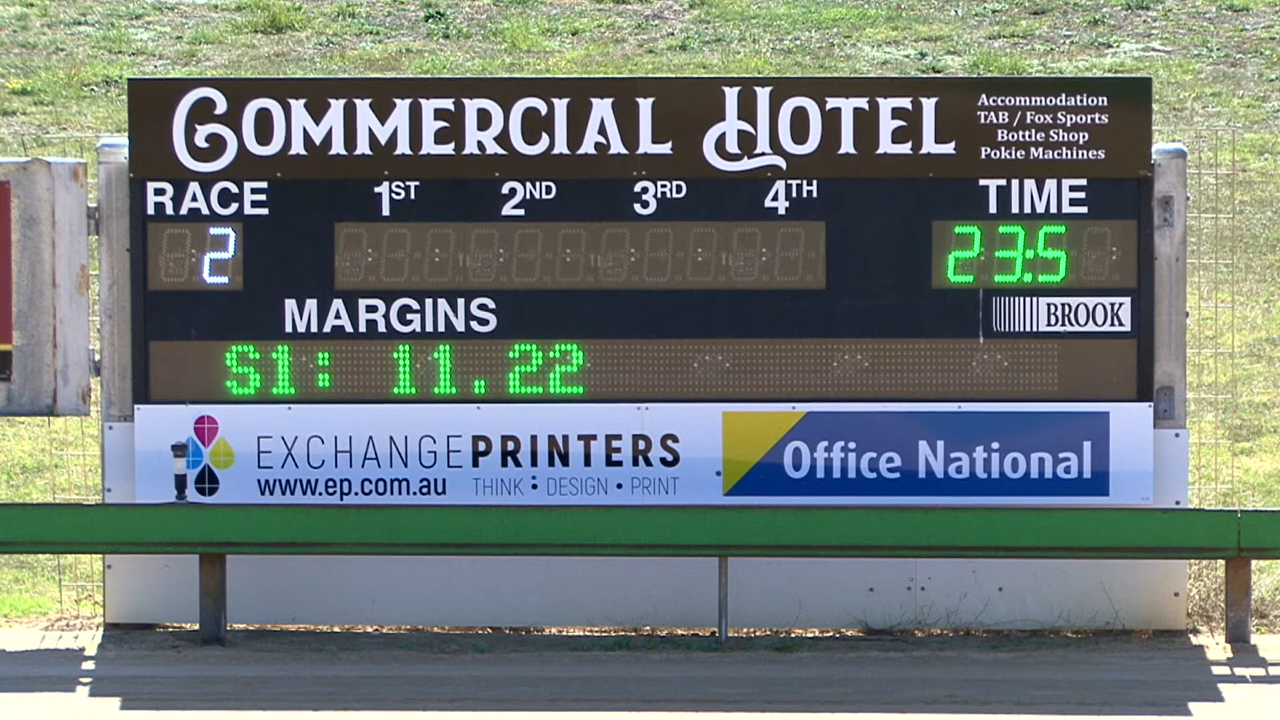 COMMERCIAL HOTEL
Accommodation
TAB / Fox Sports
Bottle Shop
Pokie Machines
RACE 1ST 2ND 3RD 4TH TIME
2 23:5
MARGINS
BROOK
S1: 11.22
EXCHANGEPRINTERS
www.ep.com.au THINK : DESIGN • PRINT
Office National